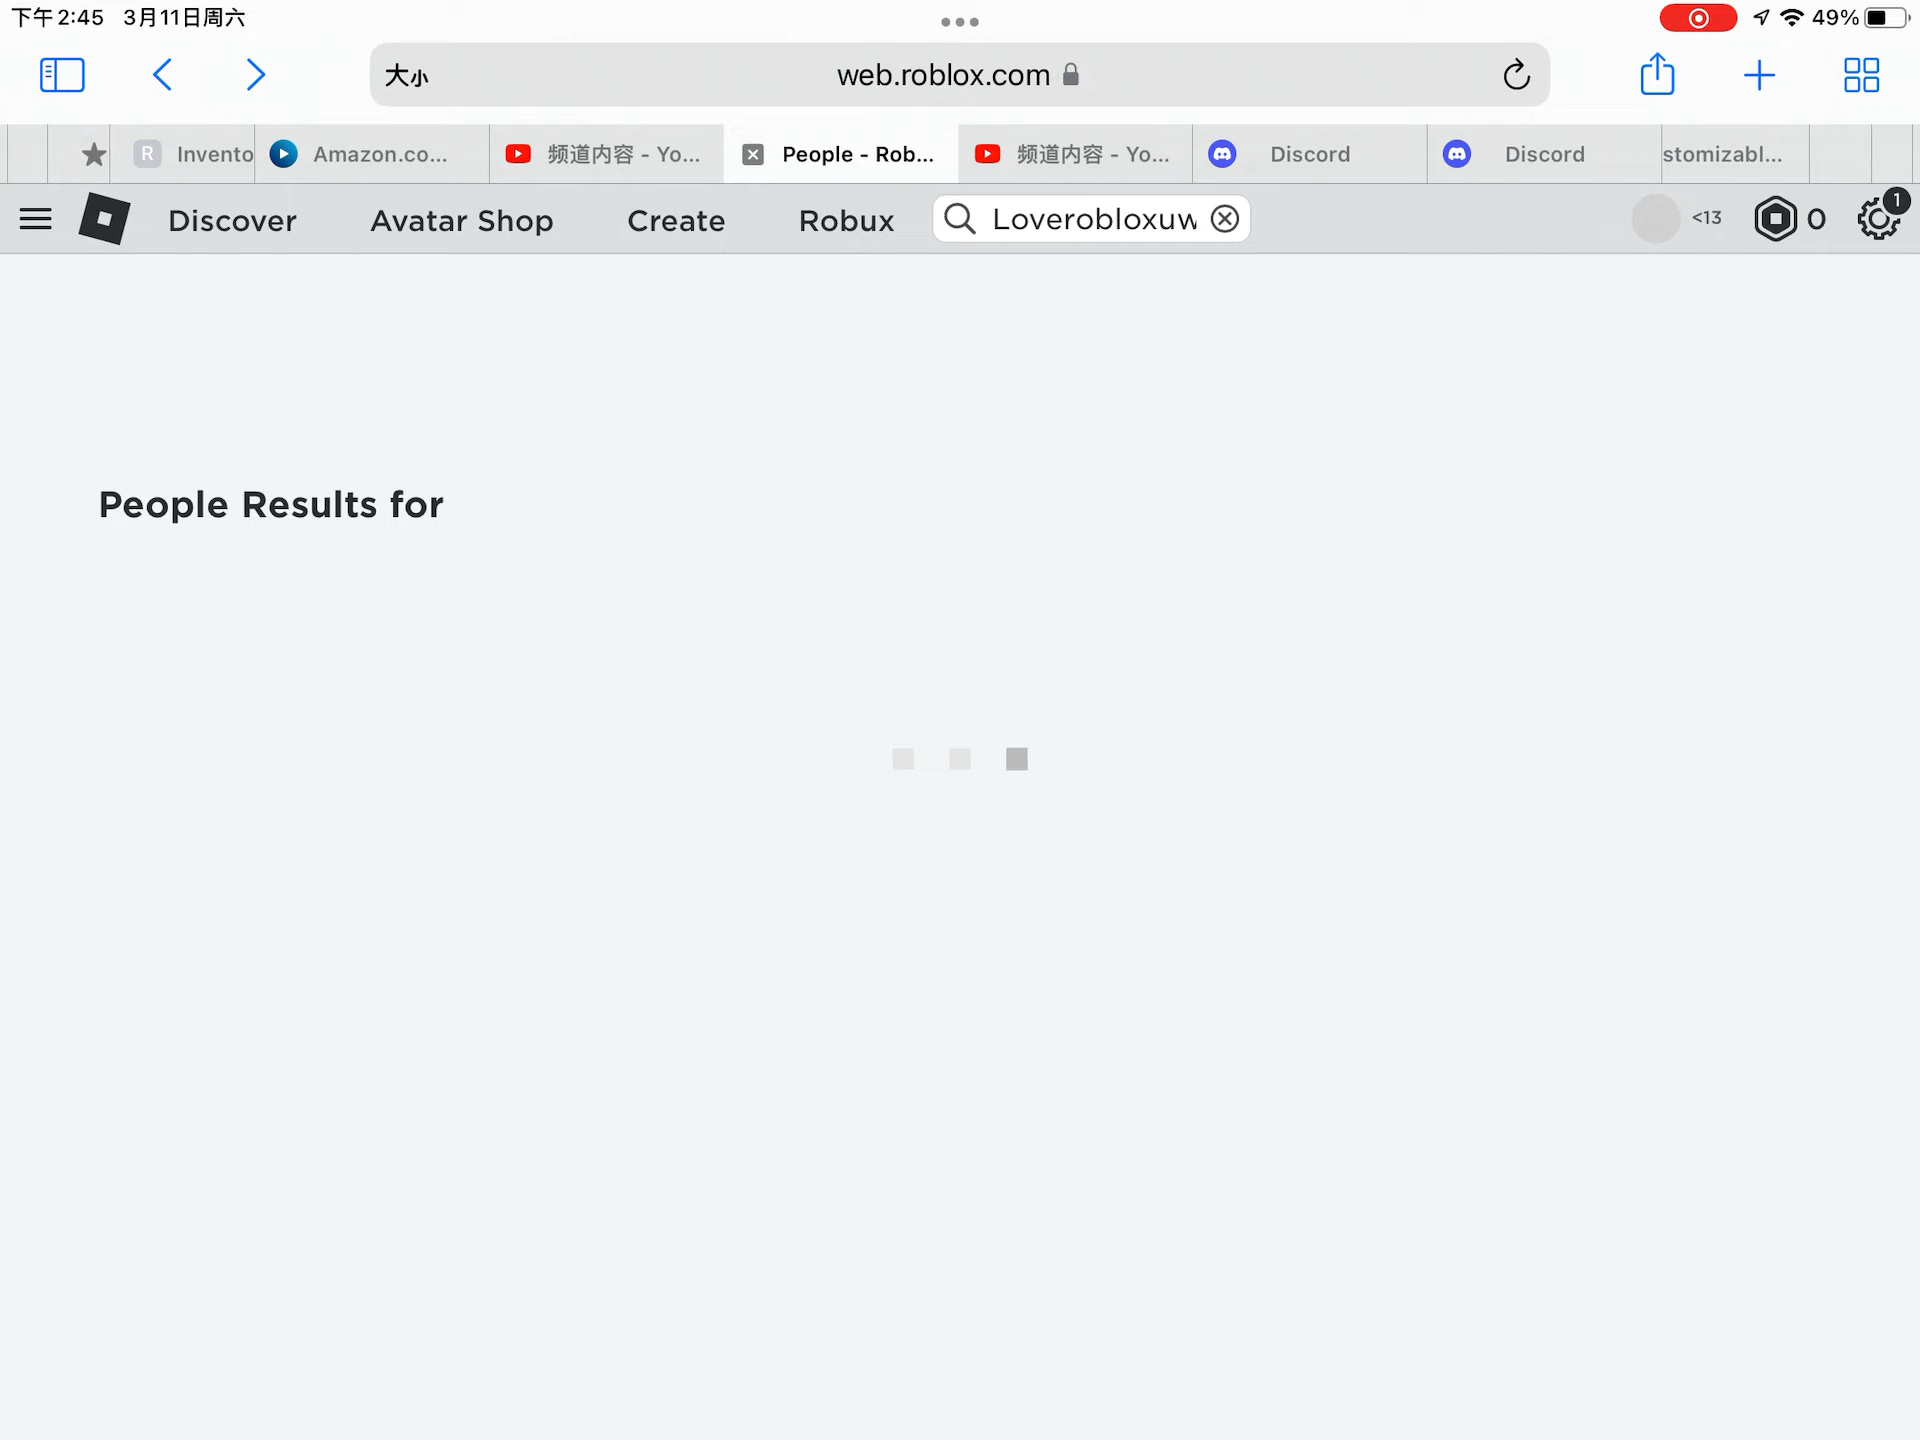 下午2:45 3月11日周六
49%
大小
web.roblox.com
Invento
Amazon.co...
频道内容 - Yo...
People - Rob...
频道内容 - Yo...
Discord
Discord
stomizabl...
Discover
Avatar Shop
Create
Robux
Loverobloxuw
<13
0
1
People Results for